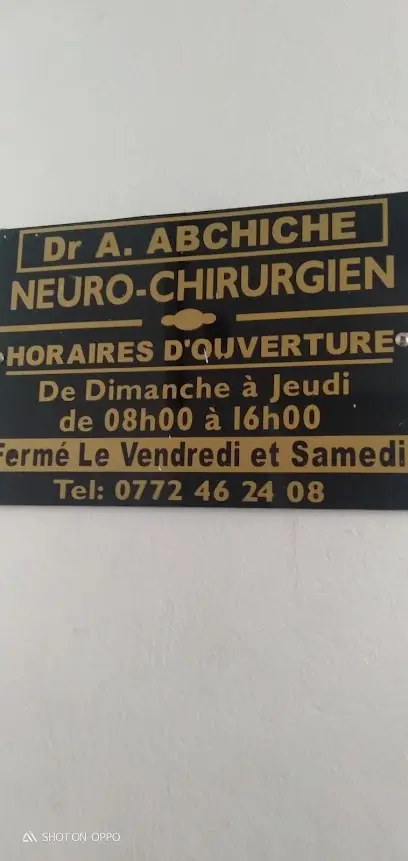 Dr A. ABCHICHE
NEURO-CHIRURGIEN
HORAIRES D'OUVERTURE
De Dimanche à Jeudi
de 08h00 à 16h00
Fermé Le Vendredi et Samedi
Tel: 0772 46 24 08
SHOT ON OPPO